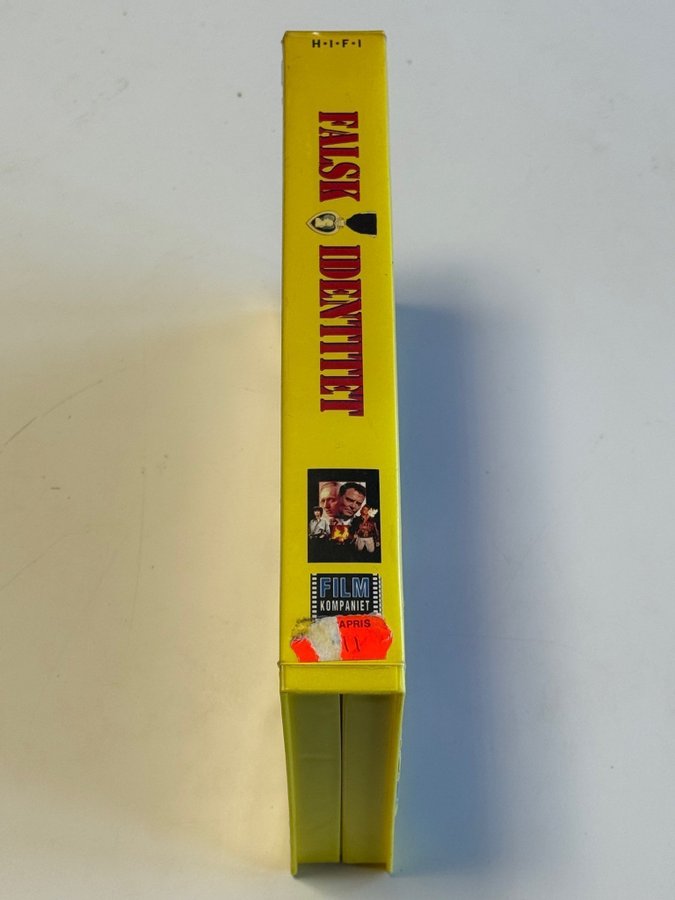 H·I·F·I
FALSK IDENTITET
FILM
KOMPANIET
APRIS